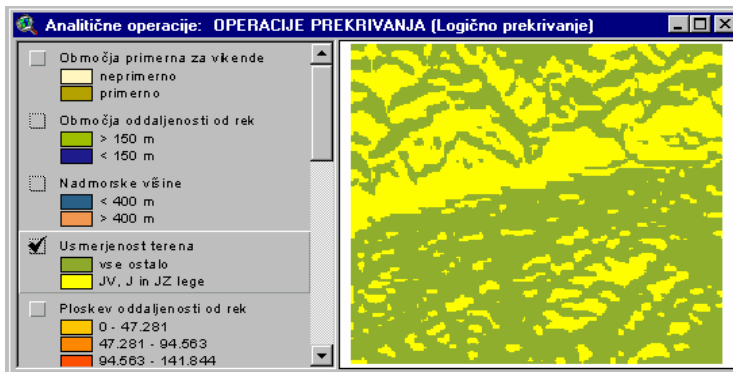 Analitične operacije:  OPERACIJE PREKRIVANJA (Logično prekrivanje)
Območja primerna za vikende
neprimerno
primerno
Območja oddaljenosti od rek
> 150 m
< 150 m
Nadmorske višine
< 400 m
> 400 m
Usmerjenost terena
vse ostalo
JV, J in JZ lege
Ploskev oddaljenosti od rek
0 - 47.281
47.281 - 94.563
94.563 - 141.844